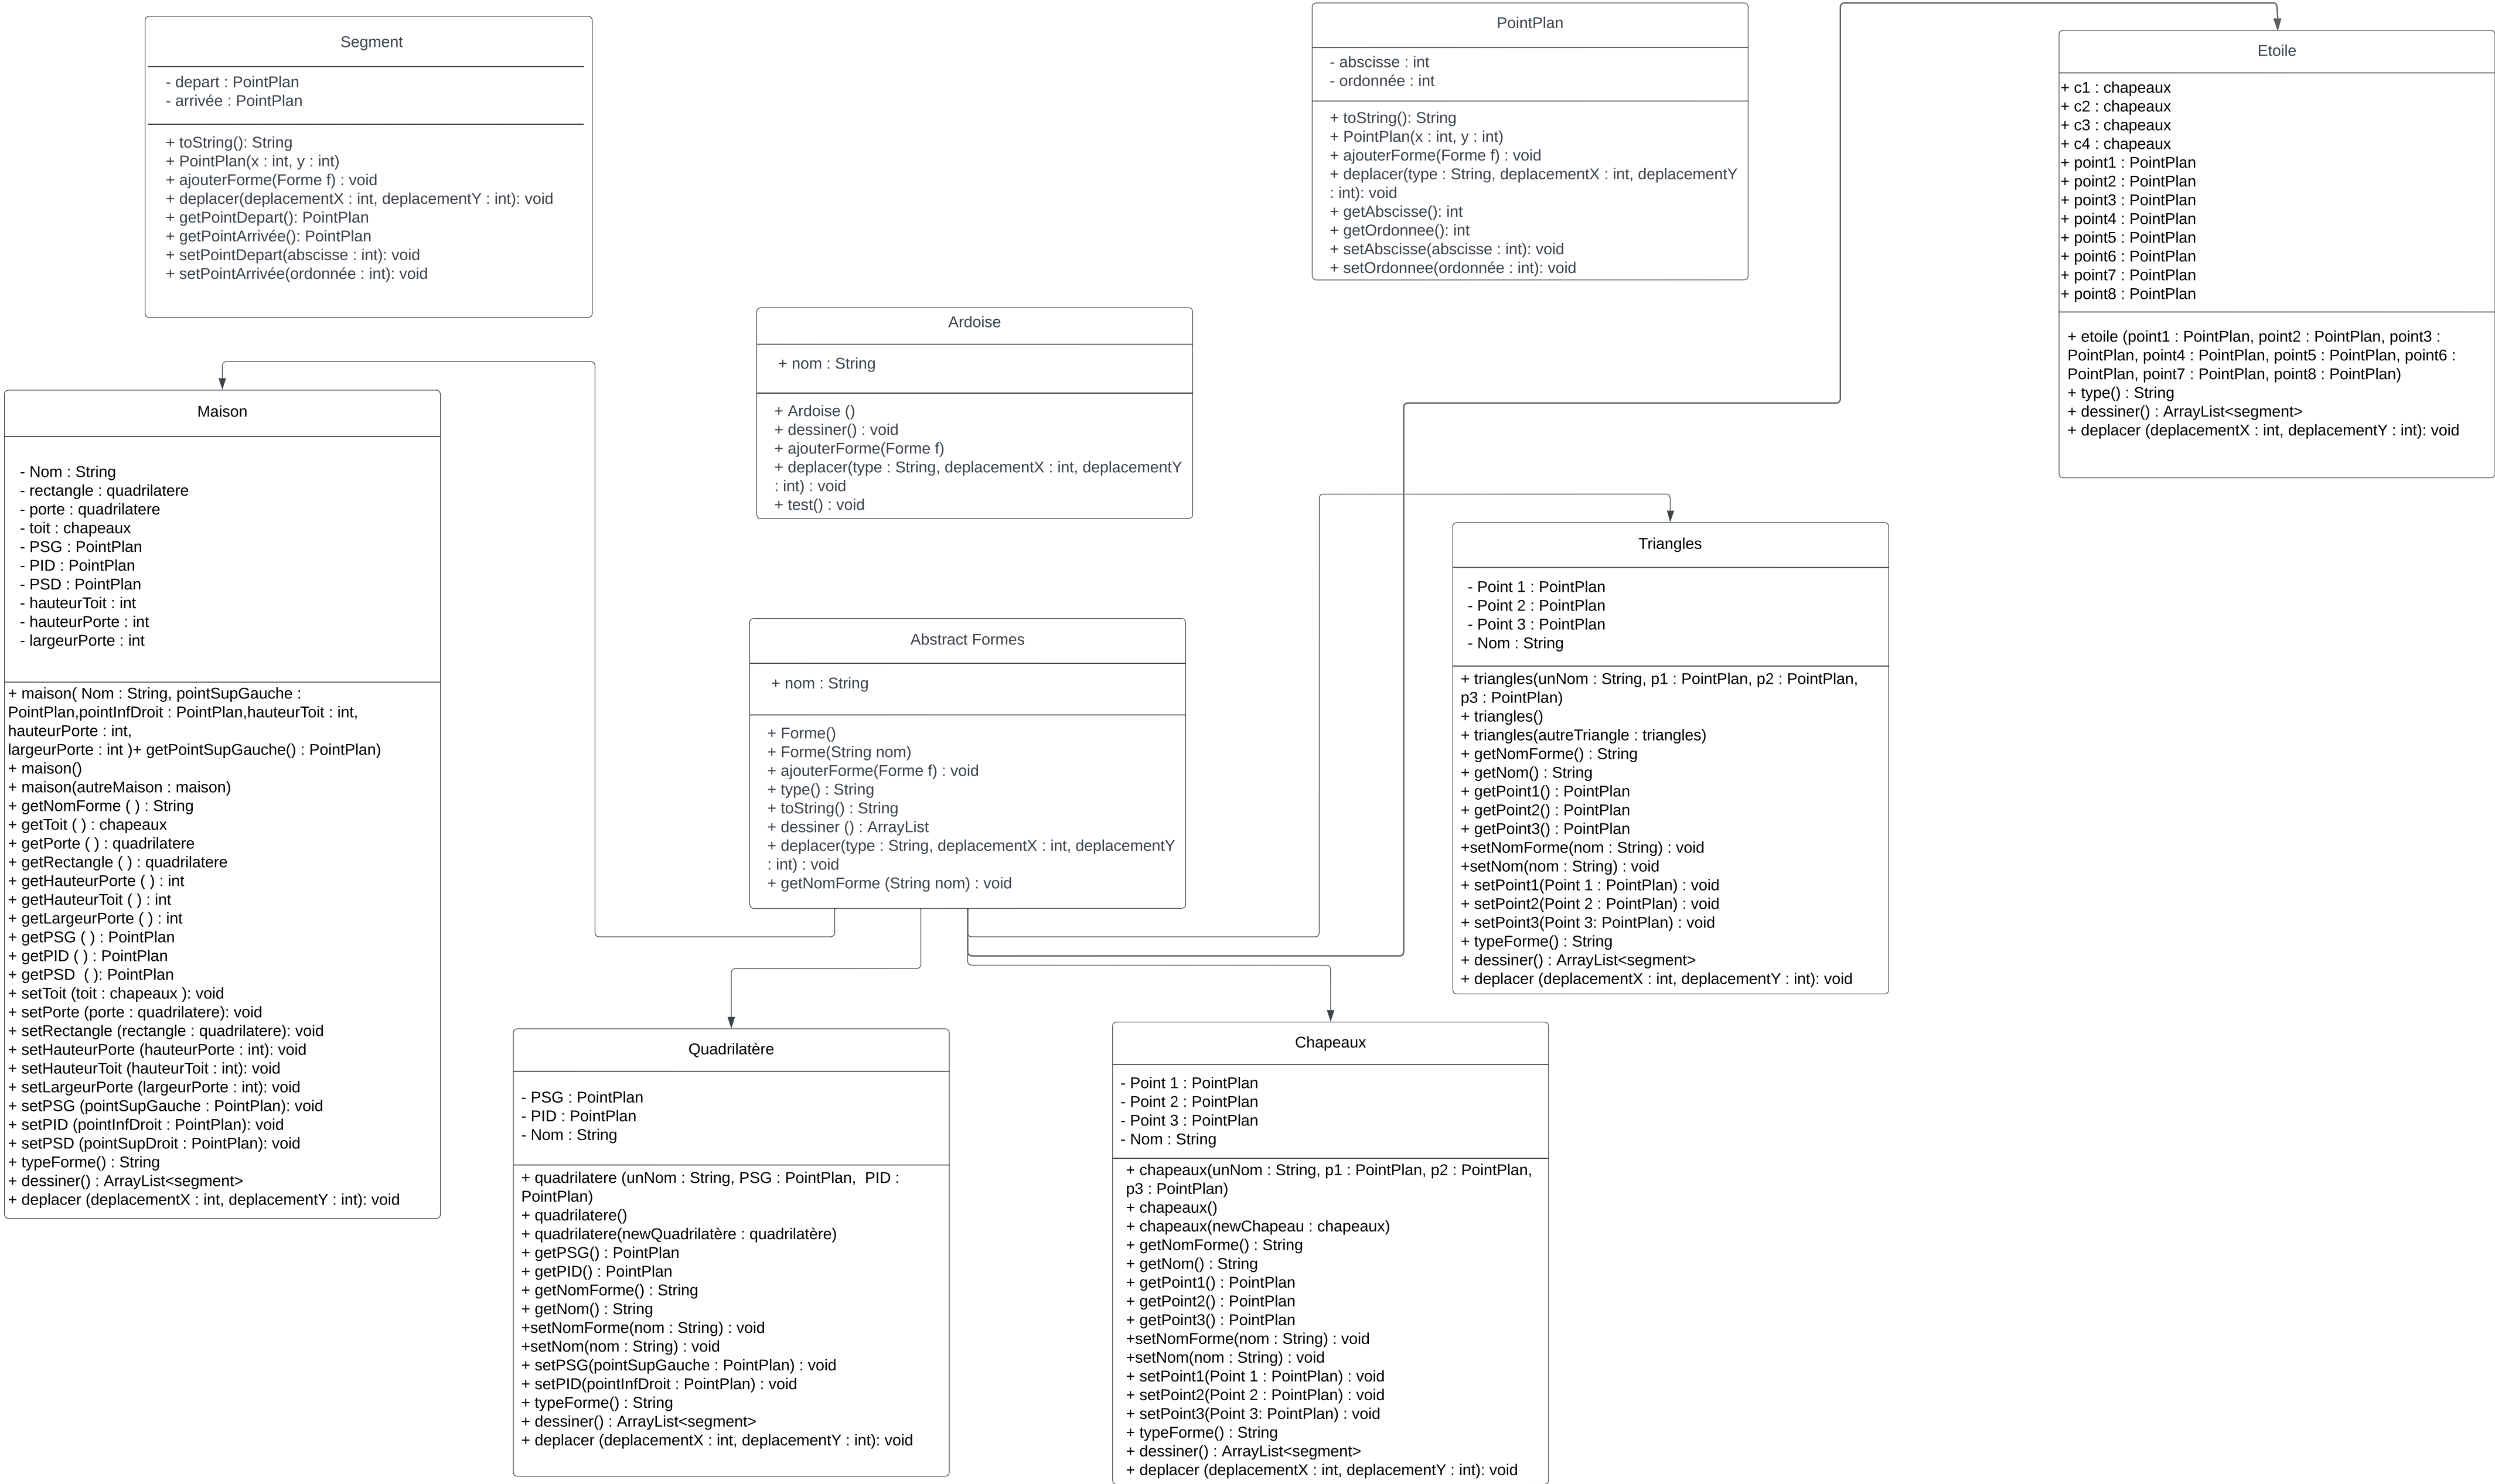 Segment
- depart : PointPlan
- arrivée : PointPlan
+ toString(): String
+ PointPlan(x : int, y : int)
+ ajouterForme(Forme f) : void
+ deplacer(deplacementX : int, deplacementY : int): void
+ getPointDepart(): PointPlan
+ getPointArrivée(): PointPlan
+ setPointDepart(abscisse : int): void
+ setPointArrivée(ordonnée : int): void
PointPlan
- abscisse : int
- ordonnée : int
+ toString(): String
+ PointPlan(x : int, y : int)
+ ajouterForme(Forme f) : void
+ deplacer(type : String, deplacementX : int, deplacementY
: int): void
+ getAbscisse(): int
+ getOrdonnee(): int
+ setAbscisse(abscisse : int): void
+ setOrdonnee(ordonnée : int): void
Etoile
+ c1 : chapeaux
+ c2 : chapeaux
+ c3 : chapeaux
+ c4 : chapeaux
+ point1 : PointPlan
+ point2 : PointPlan
+ point3 : PointPlan
+ point4 : PointPlan
+ point5 : PointPlan
+ point6 : PointPlan
+ point7 : PointPlan
+ point8 : PointPlan
+ etoile (point1 : PointPlan, point2 : PointPlan, point3 :
PointPlan, point4 : PointPlan, point5 : PointPlan, point6 :
PointPlan, point7 : PointPlan, point8 : PointPlan)
+ type() : String
+ dessiner() : ArrayList<segment>
+ deplacer (deplacementX : int, deplacementY : int): void
Ardoise
+ nom : String
+ Ardoise ()
+ dessiner() : void
+ ajouterForme(Forme f)
+ deplacer(type : String, deplacementX : int, deplacementY
: int) : void
+ test() : void
Maison
- Nom : String
- rectangle : quadrilatere
- porte : quadrilatere
- toit : chapeaux
- PSG : PointPlan
- PID : PointPlan
- PSD : PointPlan
- hauteurToit : int
- hauteurPorte : int
- largeurPorte : int
+ maison( Nom : String, pointSupGauche :
PointPlan,pointInfDroit : PointPlan,hauteurToit : int,
hauteurPorte : int,
largeurPorte : int )+ getPointSupGauche() : PointPlan)
+ maison()
+ maison(autreMaison : maison)
+ getNomForme ( ) : String
+ getToit ( ) : chapeaux
+ getPorte ( ) : quadrilatere
+ getRectangle ( ) : quadrilatere
+ getHauteurPorte ( ) : int
+ getHauteurToit ( ) : int
+ getLargeurPorte ( ) : int
+ getPSG ( ) : PointPlan
+ getPID ( ) : PointPlan
+ getPSD  ( ): PointPlan
+ setToit (toit : chapeaux ): void
+ setPorte (porte : quadrilatere): void
+ setRectangle (rectangle : quadrilatere): void
+ setHauteurPorte (hauteurPorte : int): void
+ setHauteurToit (hauteurToit : int): void
+ setLargeurPorte (largeurPorte : int): void
+ setPSG (pointSupGauche : PointPlan): void
+ setPID (pointInfDroit : PointPlan): void
+ setPSD (pointSupDroit : PointPlan): void
+ typeForme() : String
+ dessiner() : ArrayList<segment>
+ deplacer (deplacementX : int, deplacementY : int): void
Abstract Formes
+ nom : String
+ Forme()
+ Forme(String nom)
+ ajouterForme(Forme f) : void
+ type() : String
+ toString() : String
+ dessiner () : ArrayList
+ deplacer(type : String, deplacementX : int, deplacementY
: int) : void
+ getNomForme (String nom) : void
Triangles
- Point 1 : PointPlan
- Point 2 : PointPlan
- Point 3 : PointPlan
- Nom : String
+ triangles(unNom : String, p1 : PointPlan, p2 : PointPlan,
p3 : PointPlan)
+ triangles()
+ triangles(autreTriangle : triangles)
+ getNomForme() : String
+ getNom() : String
+ getPoint1() : PointPlan
+ getPoint2() : PointPlan
+ getPoint3() : PointPlan
+setNomForme(nom : String) : void
+setNom(nom : String) : void
+ setPoint1(Point 1 : PointPlan) : void
+ setPoint2(Point 2 : PointPlan) : void
+ setPoint3(Point 3: PointPlan) : void
+ typeForme() : String
+ dessiner() : ArrayList<segment>
+ deplacer (deplacementX : int, deplacementY : int): void
Quadrilatère
- PSG : PointPlan
- PID : PointPlan
- Nom : String
+ quadrilatere (unNom : String, PSG : PointPlan,  PID :
PointPlan)
+ quadrilatere()
+ quadrilatere(newQuadrilatère : quadrilatère)
+ getPSG() : PointPlan
+ getPID() : PointPlan
+ getNomForme() : String
+ getNom() : String
+setNomForme(nom : String) : void
+setNom(nom : String) : void
+ setPSG(pointSupGauche : PointPlan) : void
+ setPID(pointInfDroit : PointPlan) : void
+ typeForme() : String
+ dessiner() : ArrayList<segment>
+ deplacer (deplacementX : int, deplacementY : int): void
Chapeaux
- Point 1 : PointPlan
- Point 2 : PointPlan
- Point 3 : PointPlan
- Nom : String
+ chapeaux(unNom : String, p1 : PointPlan, p2 : PointPlan,
p3 : PointPlan)
+ chapeaux()
+ chapeaux(newChapeau : chapeaux)
+ getNomForme() : String
+ getNom() : String
+ getPoint1() : PointPlan
+ getPoint2() : PointPlan
+ getPoint3() : PointPlan
+setNomForme(nom : String) : void
+setNom(nom : String) : void
+ setPoint1(Point 1 : PointPlan) : void
+ setPoint2(Point 2 : PointPlan) : void
+ setPoint3(Point 3: PointPlan) : void
+ typeForme() : String
+ dessiner() : ArrayList<segment>
+ deplacer (deplacementX : int, deplacementY : int): void